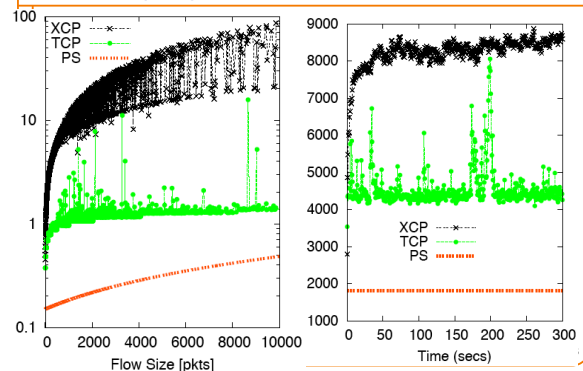 100
XCP
TCP
PS
10
1
0.1
0 2000 4000 6000 8000 10000
Flow Size [pkts]
9000
8000
7000
6000
5000
4000
3000
2000
1000
XCP
TCP
PS
0 50 100 150 200 250 300
Time (secs)